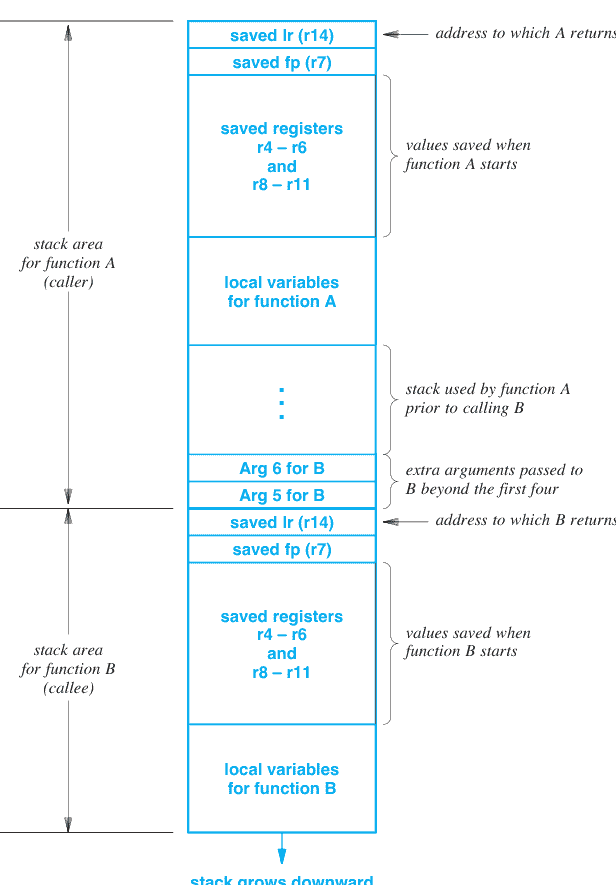 saved lr (r14)
address to which A returns
saved fp (r7)
saved registers
r4 – r6
and
r8 – r11
values saved when
function A starts
stack area
for function A
(caller)
local variables
for function A
stack used by function A
prior to calling B
Arg 6 for B
Arg 5 for B
extra arguments passed to
B beyond the first four
saved lr (r14)
address to which B returns
saved fp (r7)
saved registers
r4 – r6
and
r8 – r11
values saved when
function B starts
stack area
for function B
(callee)
local variables
for function B
stack grows downward